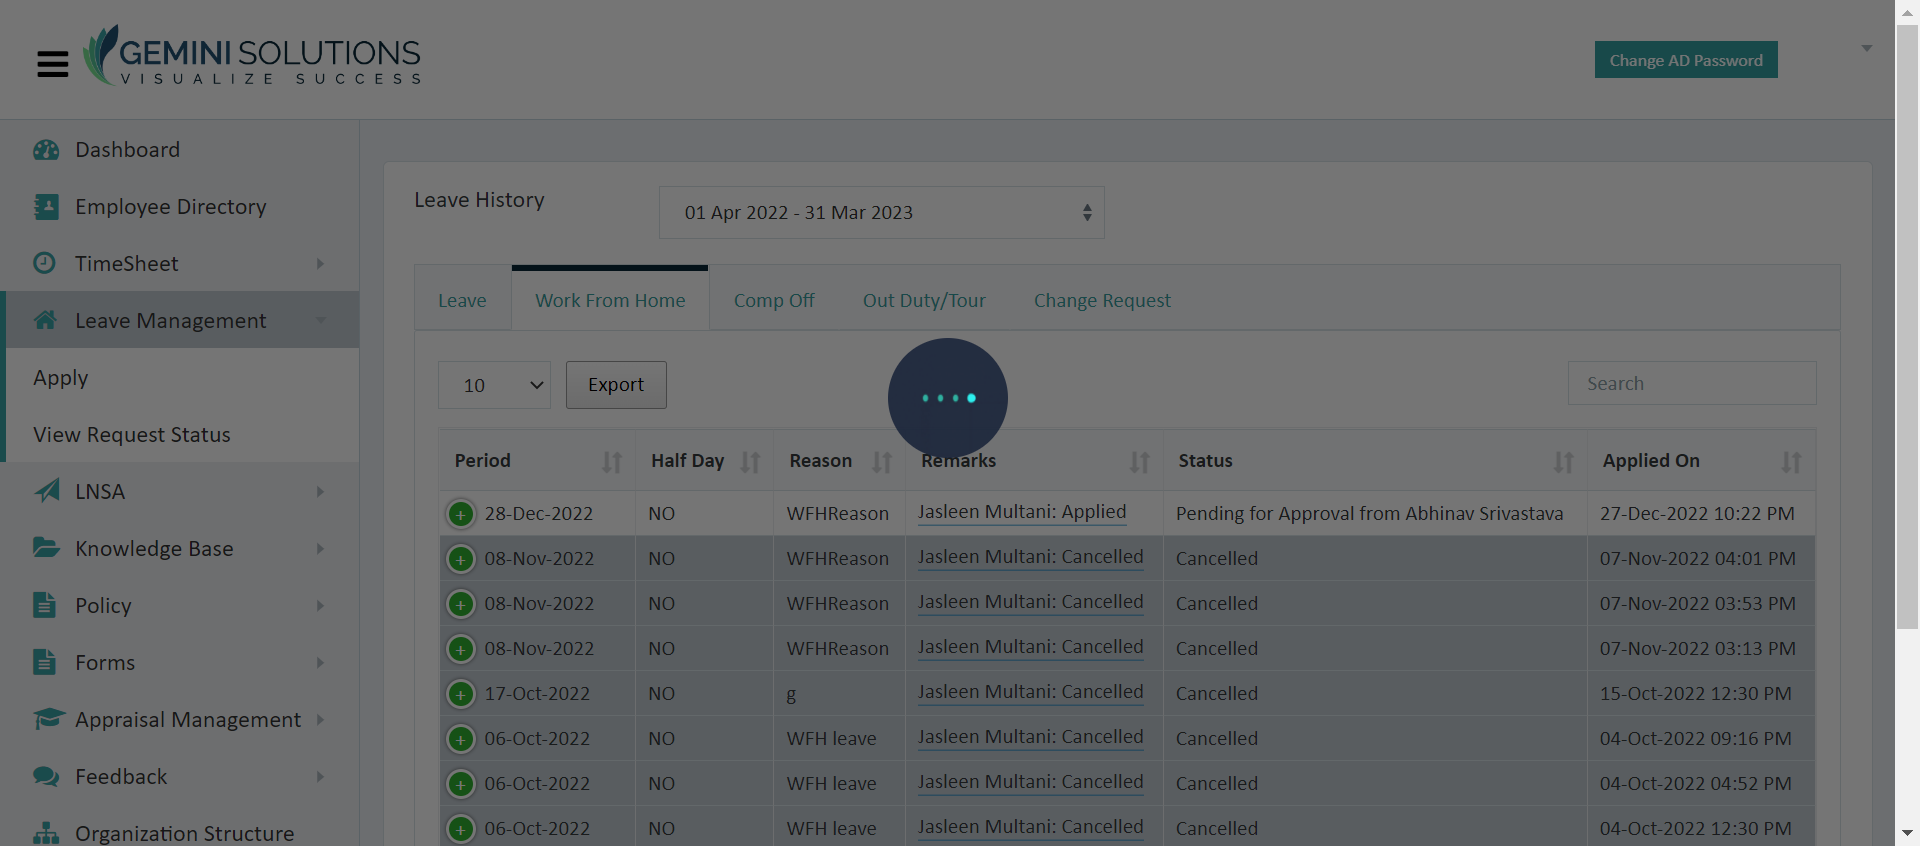 GEMINI SOLUTIONS
VISUALIZE SUCCESS
Change AD Password
Dashboard
Employee Directory
TimeSheet
Leave Management
Apply
View Request Status
LNSA
Knowledge Base
Policy
Forms
Appraisal Management
Feedback
Organization Structure
Leave History
01 Apr 2022 - 31 Mar 2023
Leave Work From Home Comp Off Out Duty/Tour Change Request
10 Export Search
Period Half Day Reason Remarks Status Applied On
28-Dec-2022 NO WFHReason Jasleen Multani: Applied Pending for Approval from Abhinav Srivastava 27-Dec-2022 10:22 PM
08-Nov-2022 NO WFHReason Jasleen Multani: Cancelled Cancelled 07-Nov-2022 04:01 PM
08-Nov-2022 NO WFHReason Jasleen Multani: Cancelled Cancelled 07-Nov-2022 03:53 PM
08-Nov-2022 NO WFHReason Jasleen Multani: Cancelled Cancelled 07-Nov-2022 03:13 PM
17-Oct-2022 NO g Jasleen Multani: Cancelled Cancelled 15-Oct-2022 12:30 PM
06-Oct-2022 NO WFH leave Jasleen Multani: Cancelled Cancelled 04-Oct-2022 09:16 PM
06-Oct-2022 NO WFH leave Jasleen Multani: Cancelled Cancelled 04-Oct-2022 04:52 PM
06-Oct-2022 NO WFH leave Jasleen Multani: Cancelled Cancelled 04-Oct-2022 12:30 PM